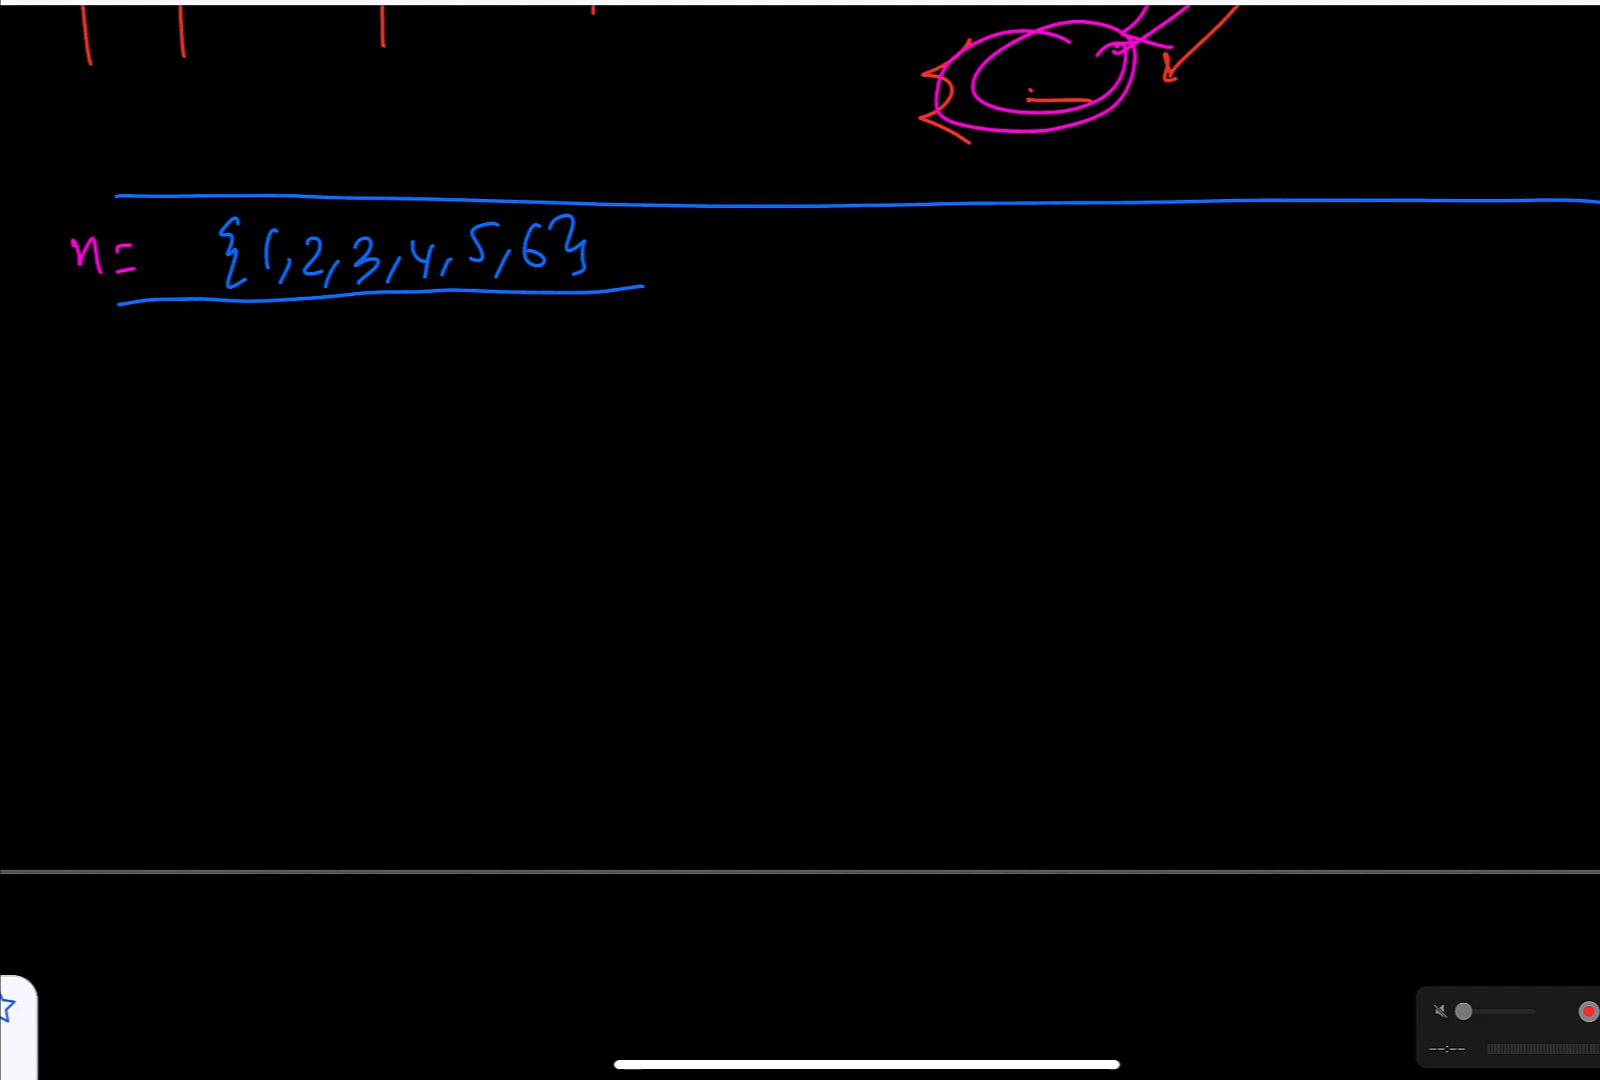 n= {1,2,3,4,5,6}
--:--